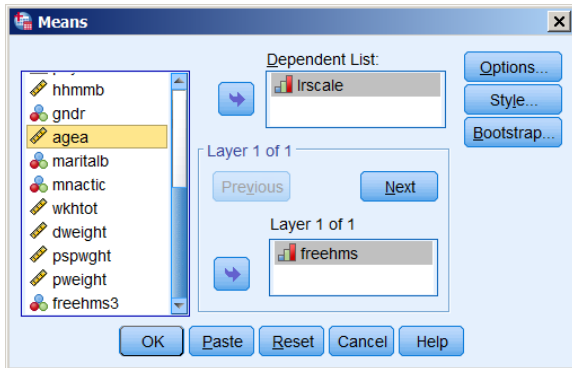 Means
hhmmb
gndr
agea
maritalb
mnactic
wkhtot
dweight
pspwght
pweight
freehms3
Dependent List:
lrscale
Layer 1 of 1
Previous
Next
Layer 1 of 1
freehms
Options...
Style...
Bootstrap...
OK
Paste
Reset
Cancel
Help